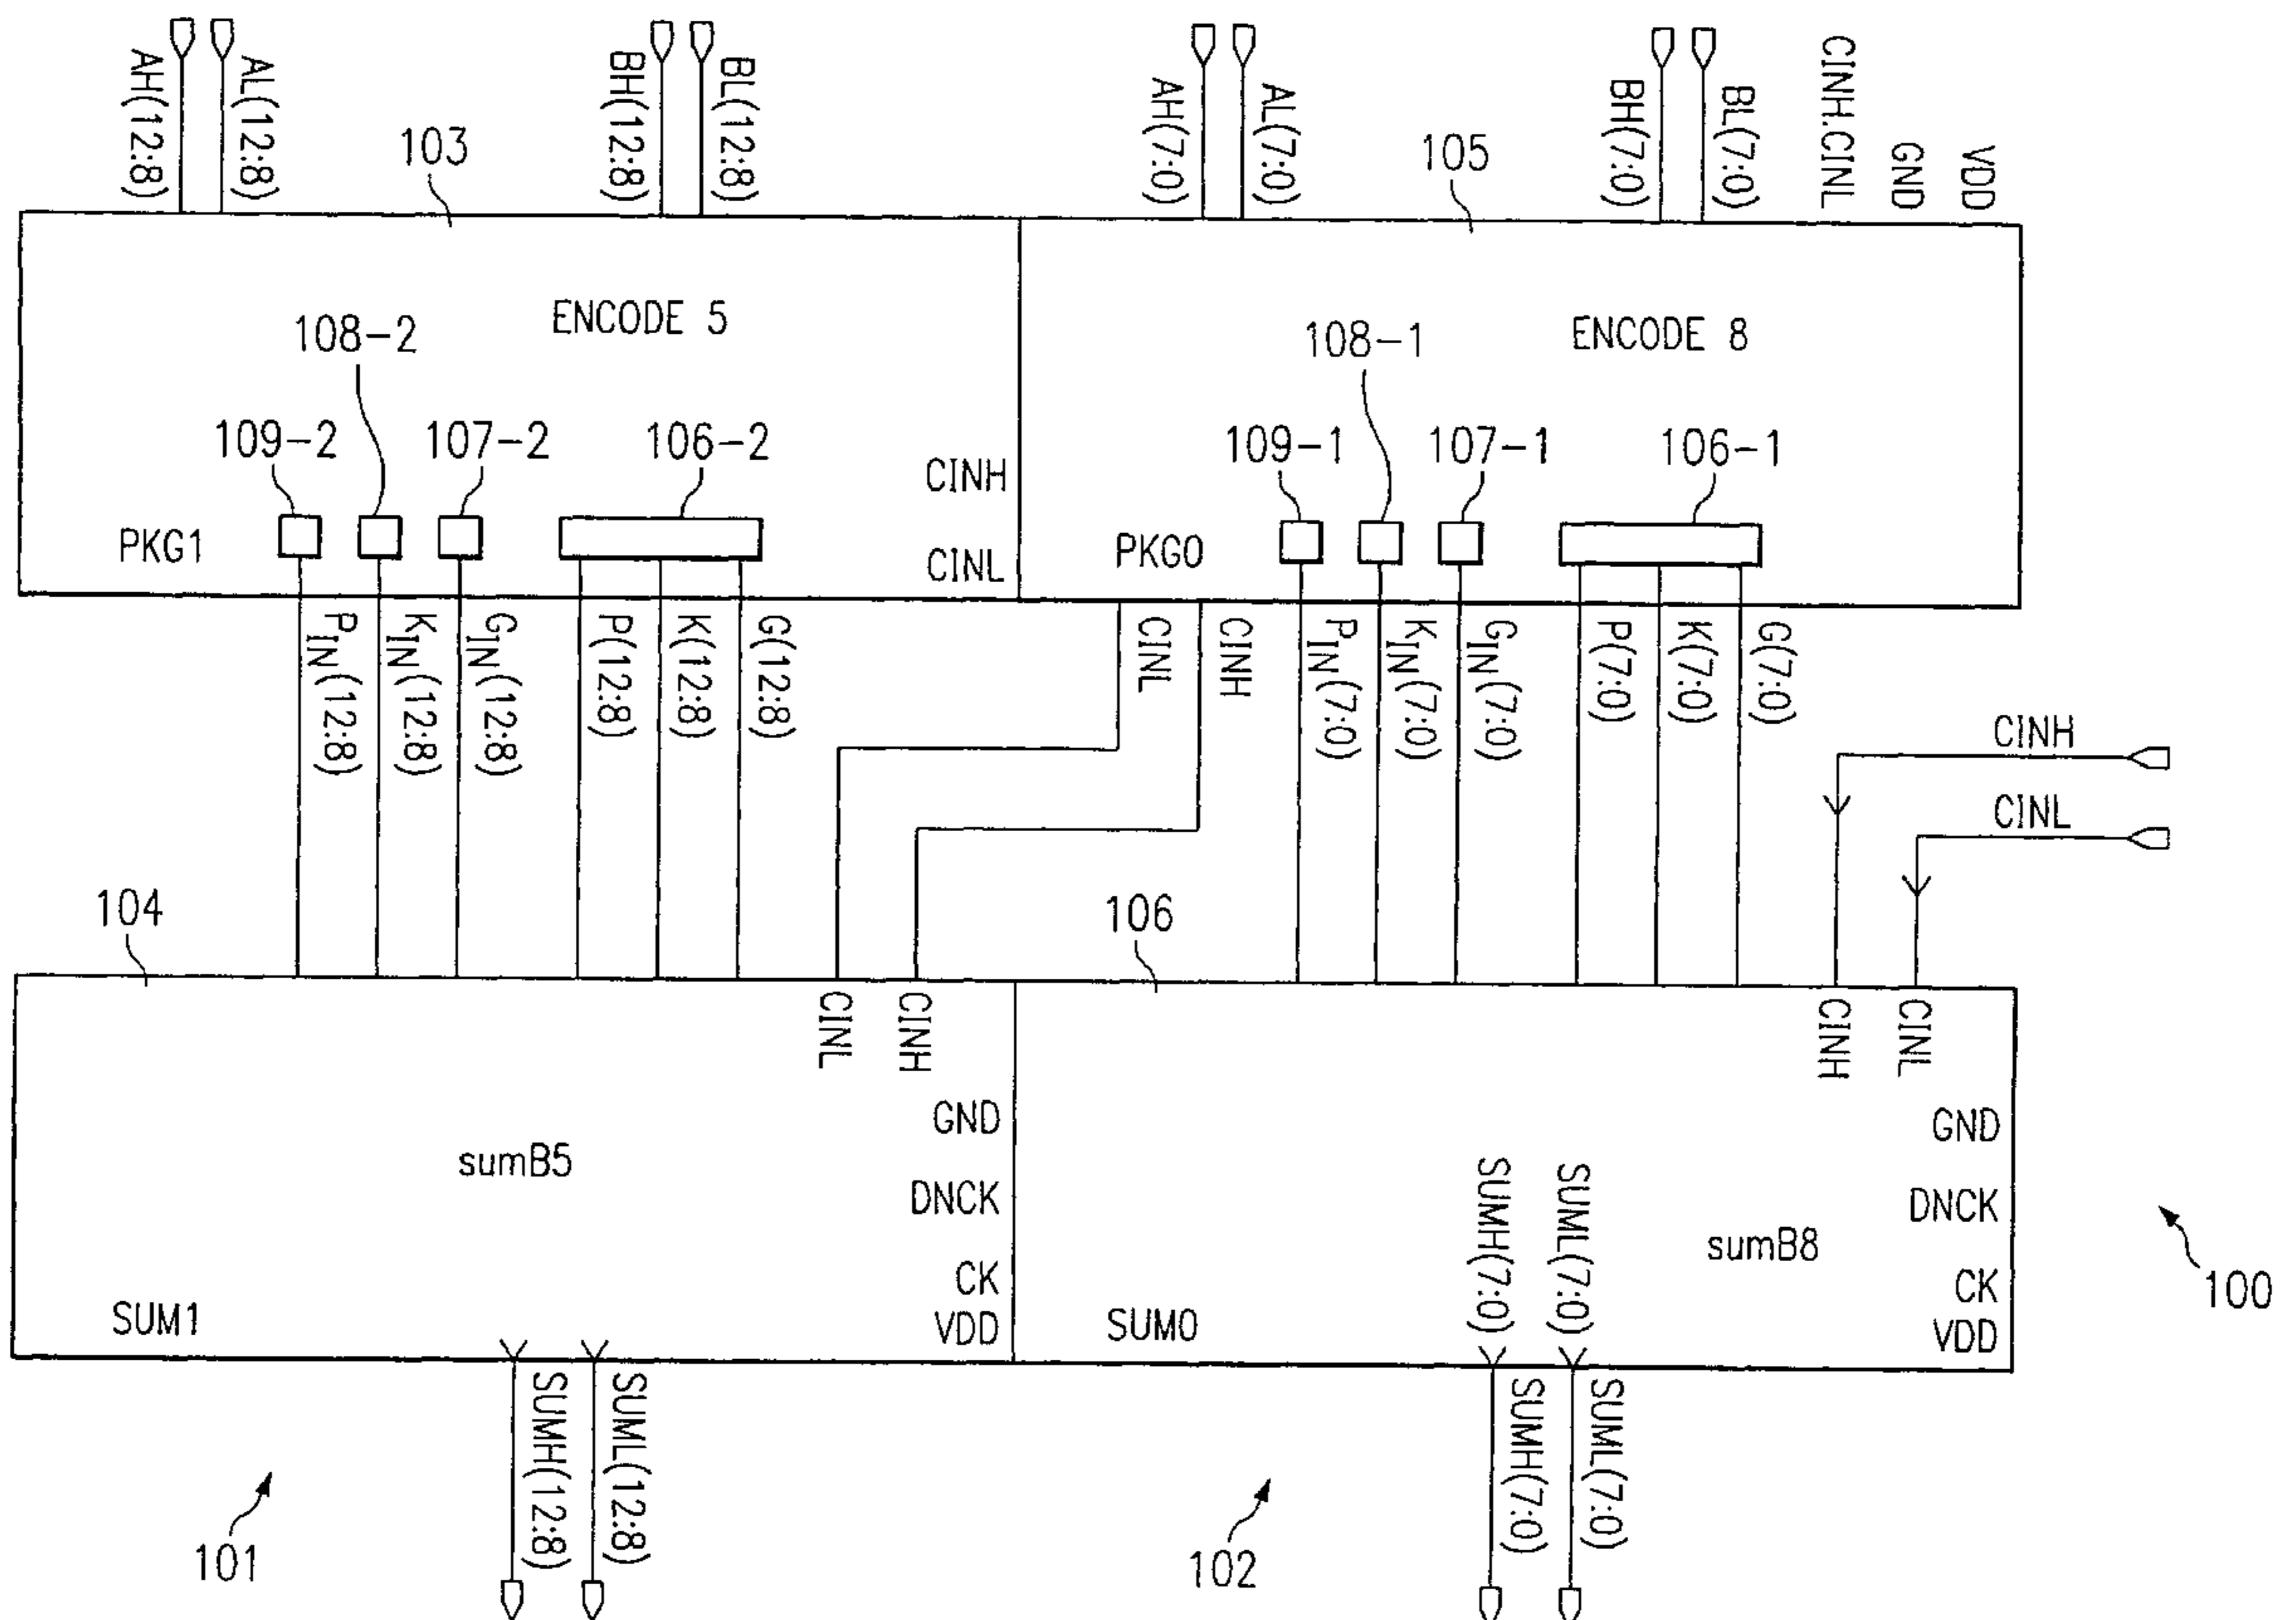 AH(12:8)
AL(12:8)
BH(12:8)
BL(12:8)
AH(7:0)
AL(7:0)
BH(7:0)
BL(7:0)
CINH.CINL
GND
VDD
103
105
ENCODE 5
ENCODE 8
108-2
108-1
109-2
107-2
106-2
109-1
107-1
106-1
CINH
CINL
PKG1
PKG0
PIN(12:8)
KIN(12:8)
GIN(12:8)
P(12:8)
K(12:8)
G(12:8)
CINL
CINH
PIN(7:0)
KIN(7:0)
GIN(7:0)
P(7:0)
K(7:0)
G(7:0)
CINH
CINL
104
106
CINL
CINH
CINH
CINL
GND
DNCK
CK
VDD
sumB5
SUM1
GND
DNCK
CK
VDD
sumB8
SUM0
SUMH(7:0)
SUML(7:0)
100
SUMH(12:8)
SUML(12:8)
SUMH(7:0)
SUML(7:0)
101
102